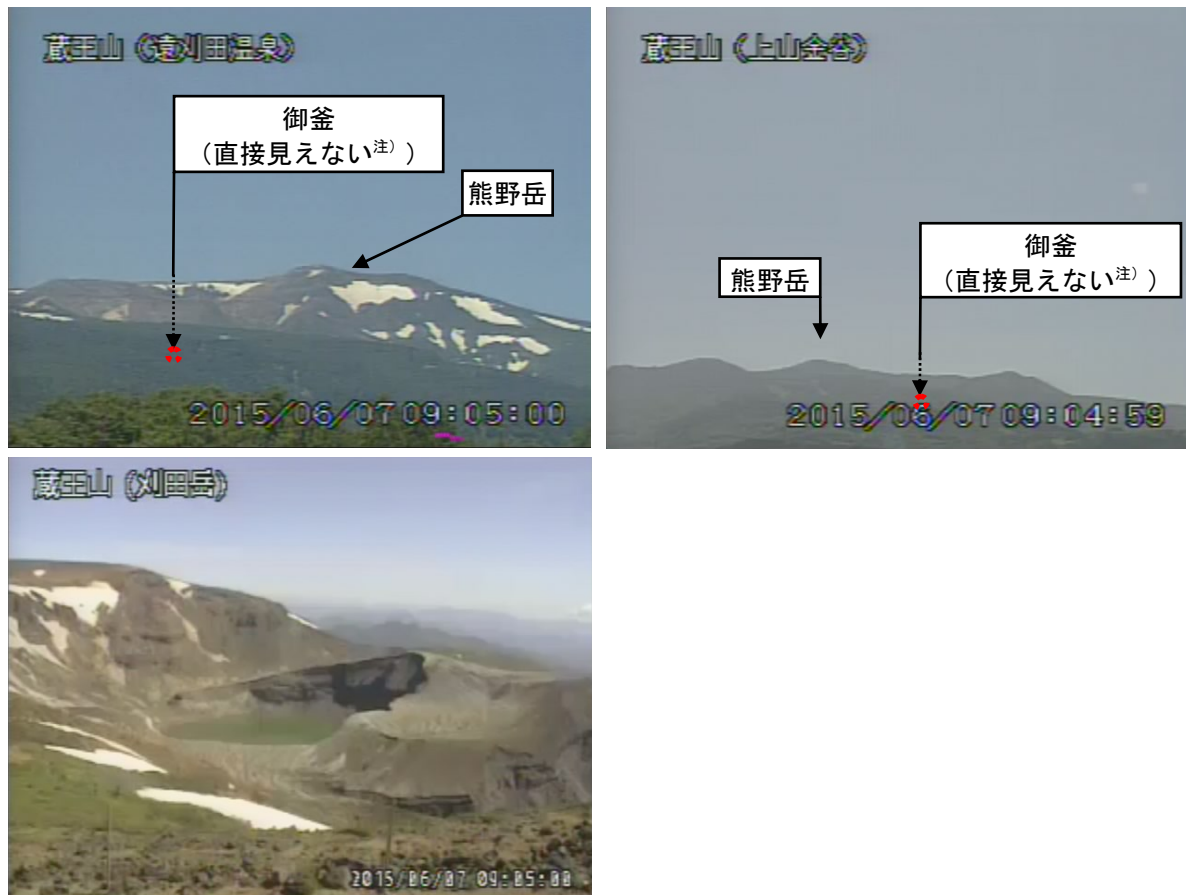 蔵王山（遠刈田温泉）
御釜
（直接見えない注））
熊野岳
2015/06/07 09:05:00
蔵王山（上山金谷）
御釜
（直接見えない注））
熊野岳
2015/06/07 09:04:59
蔵王山（刈田岳）
2015/06/07 09:05:00